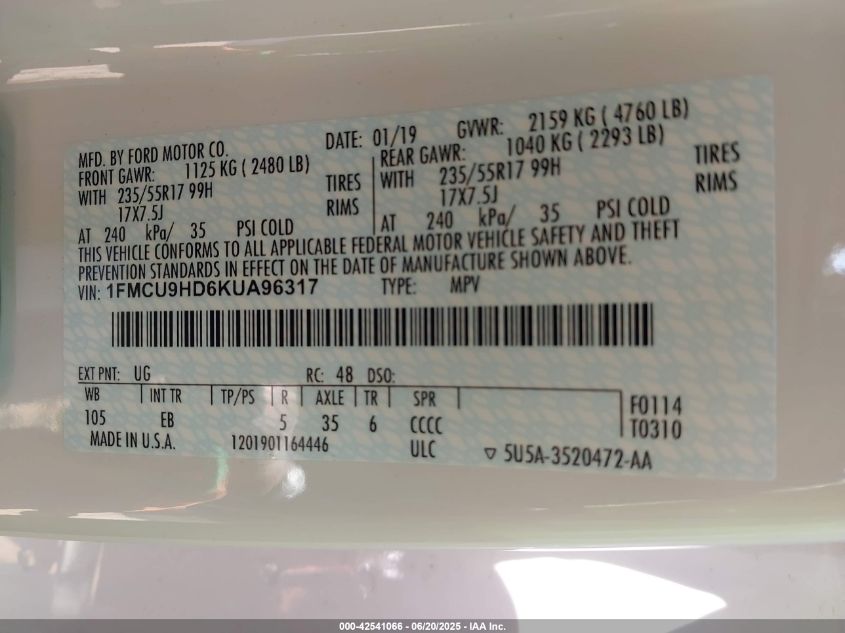 MFD. BY FORD MOTOR CO. DATE: 01/19 GVWR: 2159 KG ( 4760 LB)
FRONT GAWR: 1125 KG ( 2480 LB) REAR GAWR: 1040 KG ( 2293 LB)
WITH 235/55R17 99H TIRES WITH 235/55R17 99H TIRES
17X7.5J RIMS 17X7.5J RIMS
AT 240 kPa/ 35 PSI COLD AT 240 kPa/ 35 PSI COLD
THIS VEHICLE CONFORMS TO ALL APPLICABLE FEDERAL MOTOR VEHICLE SAFETY AND THEFT
PREVENTION STANDARDS IN EFFECT ON THE DATE OF MANUFACTURE SHOWN ABOVE.
VIN: 1FMCU9HD6KUA96317 TYPE: MPV
EXT PNT: UG RC: 48 DSO:
WB INT TR TP/PS R AXLE TR SPR F0114
105 EB 5 35 6 CCCC T0310
MADE IN U.S.A. 1201901164446 ULC ▽ 5U5A-3520472-AA
000-42541066 - 06/20/2025 - IAA Inc.